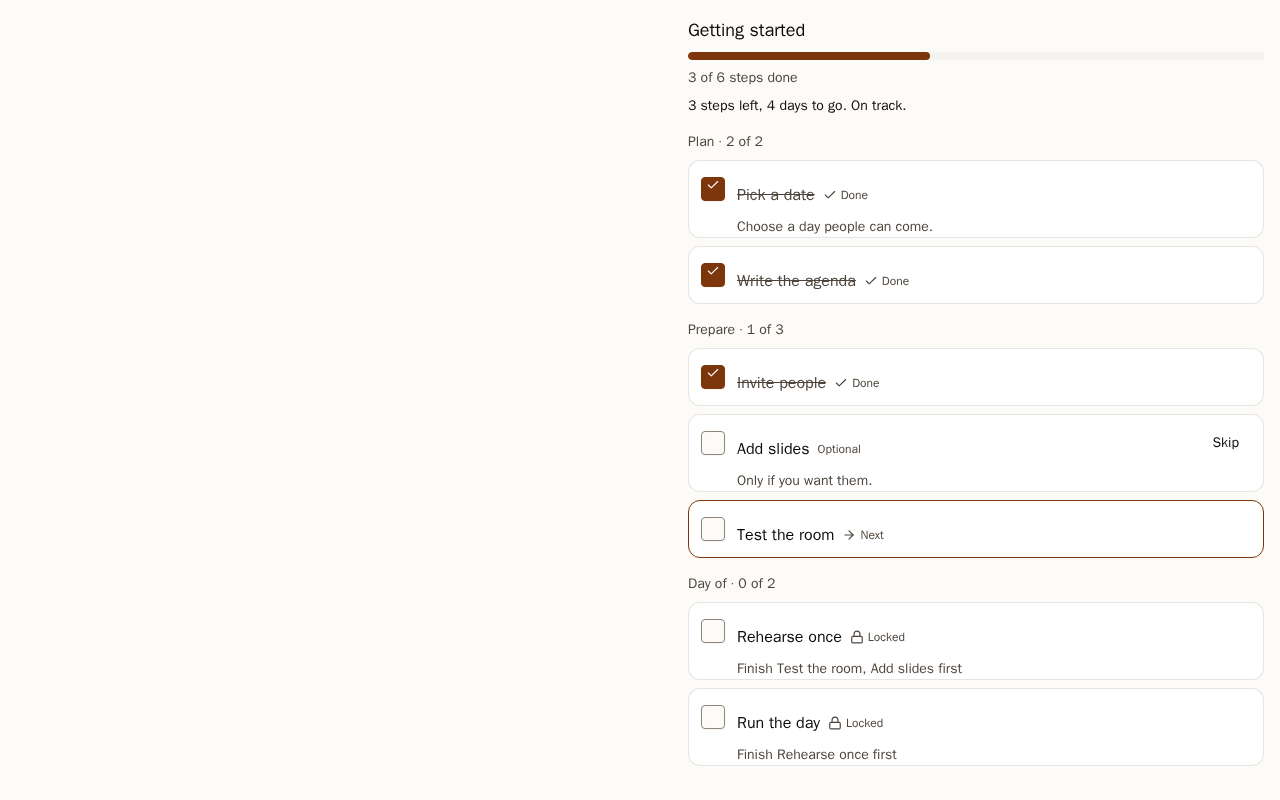 Getting started
3 of 6 steps done
3 steps left, 4 days to go. On track.
Plan · 2 of 2
Pick a date Done
Choose a day people can come.
Write the agenda Done
Prepare · 1 of 3
Invite people Done
Add slides Optional Skip
Only if you want them.
Test the room Next
Day of · 0 of 2
Rehearse once Locked
Finish Test the room, Add slides first
Run the day Locked
Finish Rehearse once first